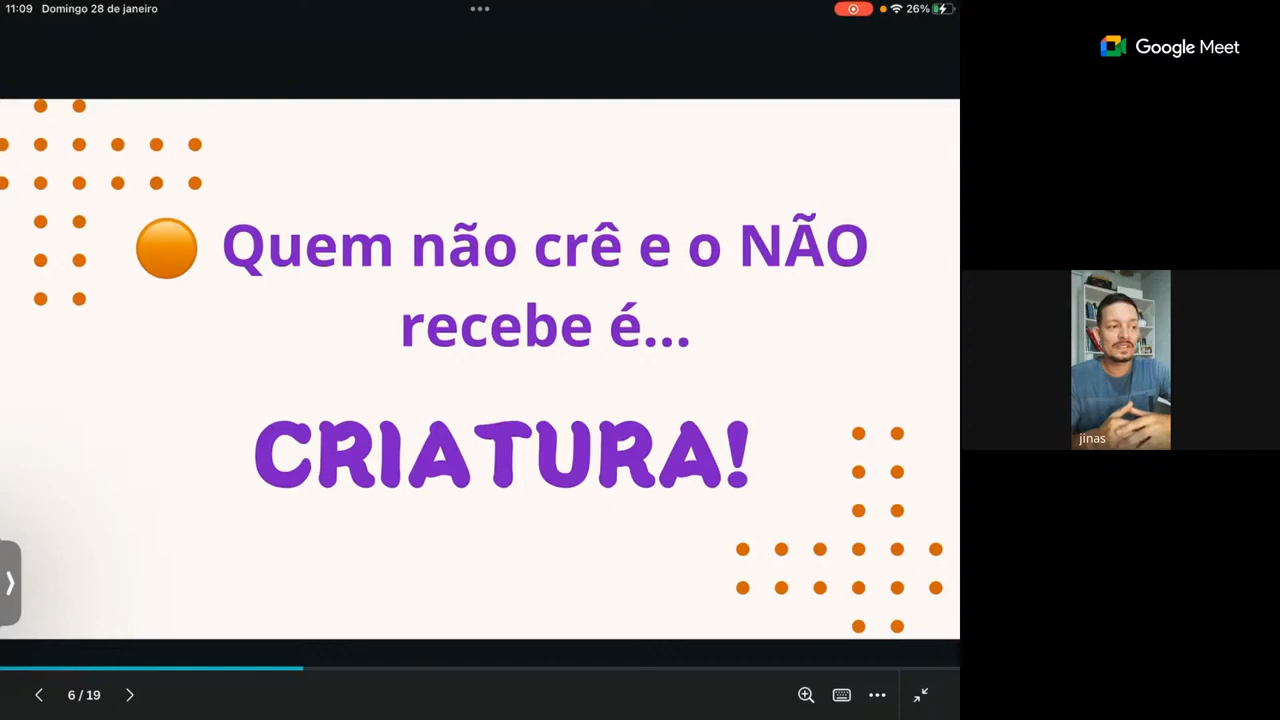 11:09 Domingo 28 de janeiro
26%
Google Meet
Quem não crê e o NÃO
recebe é...
CRIATURA!
jinas
6 / 19